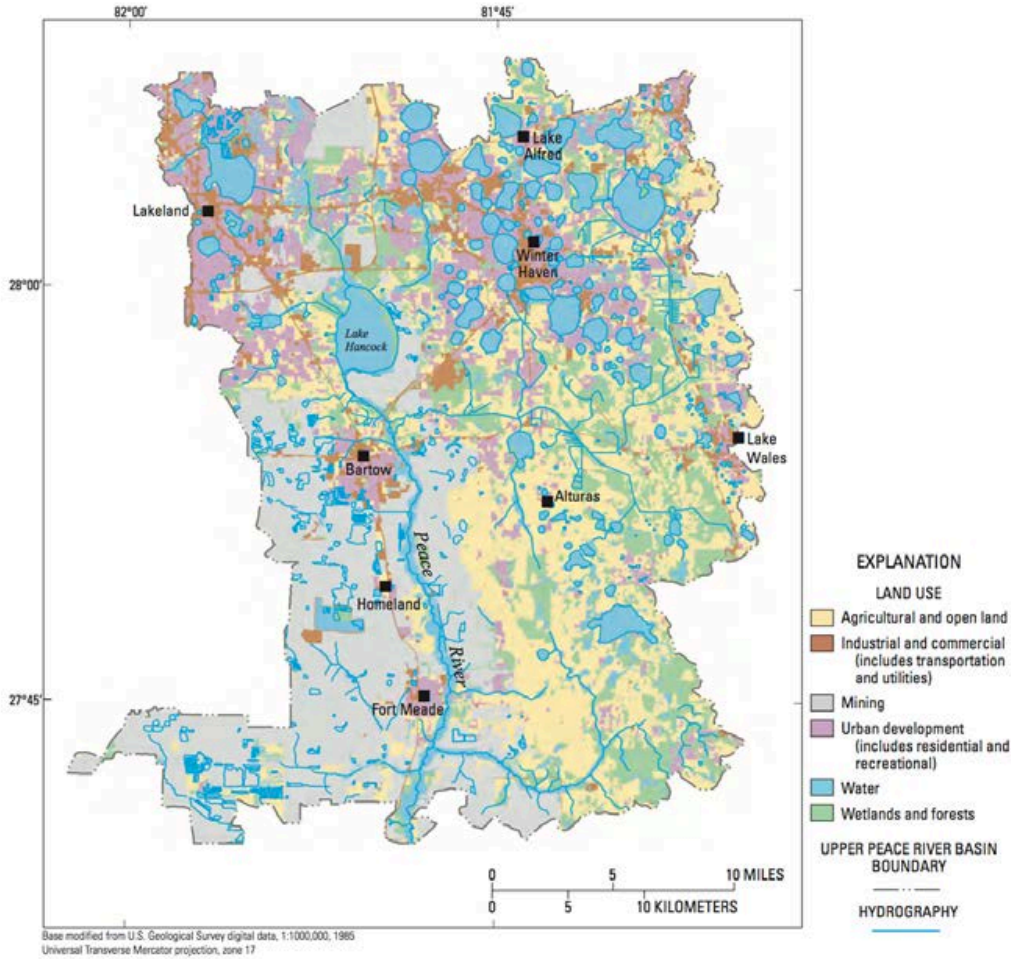 82°00'
81°45'
Lake
Alfred
Lakeland
Winter
Haven
28°00'
Lake
Hancock
Lake
Wales
Bartow
Alturas
Peace
Homeland
River
27°45'
Fort Meade
EXPLANATION
LAND USE
Agricultural and open land
Industrial and commercial
(includes transportation
and utilities)
Mining
Urban development
(includes residential and
recreational)
Water
Wetlands and forests
UPPER PEACE RIVER BASIN
BOUNDARY
HYDROGRAPHY
0 5 10 MILES
0 5 10 KILOMETERS
Base modified from U.S. Geological Survey digital data, 1:1000,000, 1985
Universal Transverse Mercator projection, zone 17